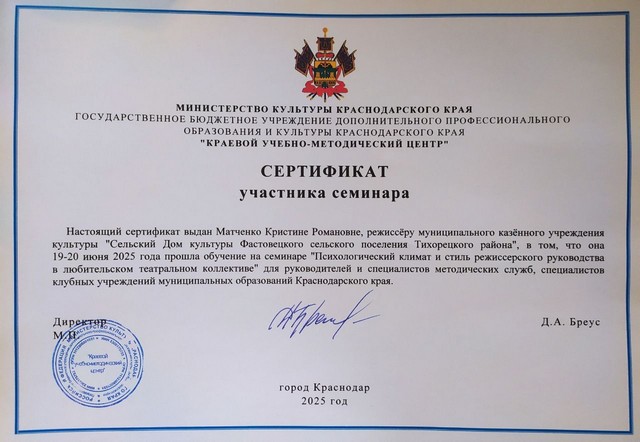 МИНИСТЕРСТВО КУЛЬТУРЫ КРАСНОДАРСКОГО КРАЯ
ГОСУДАРСТВЕННОЕ БЮДЖЕТНОЕ УЧРЕЖДЕНИЕ ДОПОЛНИТЕЛЬНОГО ПРОФЕССИОНАЛЬНОГО
ОБРАЗОВАНИЯ И КУЛЬТУРЫ КРАСНОДАРСКОГО КРАЯ
"КРАЕВОЙ УЧЕБНО-МЕТОДИЧЕСКИЙ ЦЕНТР"
СЕРТИФИКАТ
участника семинара
Настоящий сертификат выдан Матченко Кристине Романовне, режиссёру муниципального казённого учреждения
культуры "Сельский Дом культуры Фастовецкого сельского поселения Тихорецкого района", в том, что она
19-20 июня 2025 года прошла обучение на семинаре "Психологический климат и стиль режиссерского руководства
в любительском театральном коллективе" для руководителей и специалистов методических служб, специалистов
клубных учреждений муниципальных образований Краснодарского края.
Директор
Д.А. Бреус
М.П.
"Краевой
учебно-методический
центр"
город Краснодар
2025 год